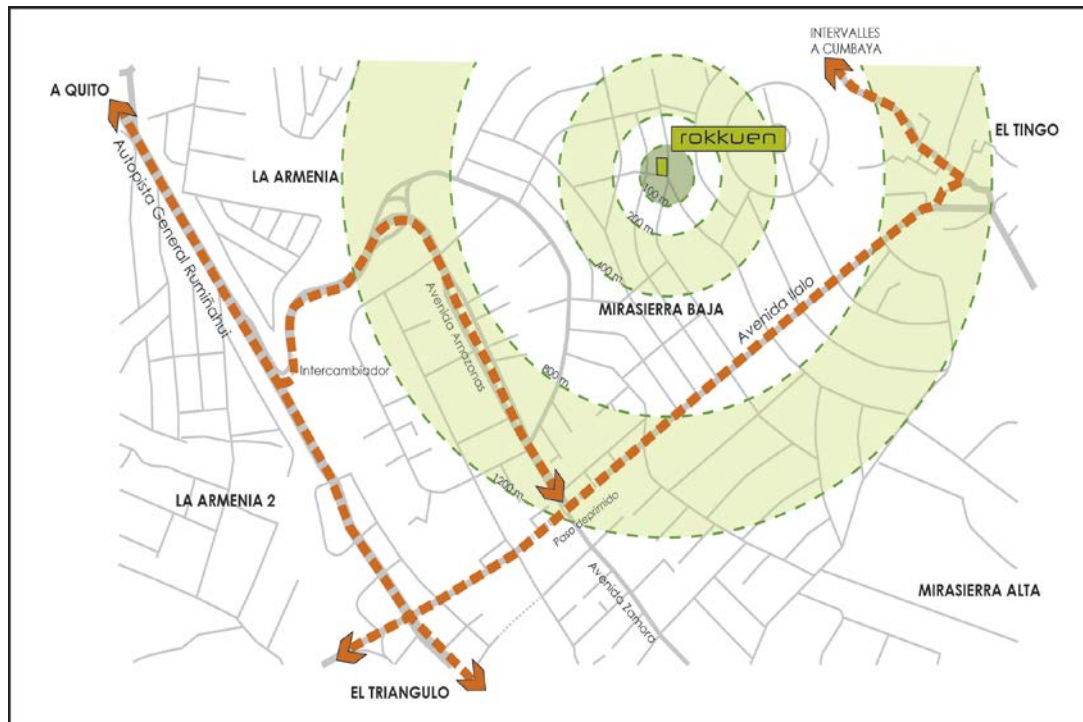 INTERVALLES
A CUMBAYA
A QUITO
EL TINGO
rokkuen
LA ARMENIA
100 m.
200 m.
Autopista General Rumiñahui
400 m.
MIRASIERRA BAJA
Avenida Ilalo
Avenida Amazonas
Intercambiador
800 m.
1200 m.
LA ARMENIA 2
Paso deprimido
Avenida Zamora
MIRASIERRA ALTA
EL TRIANGULO